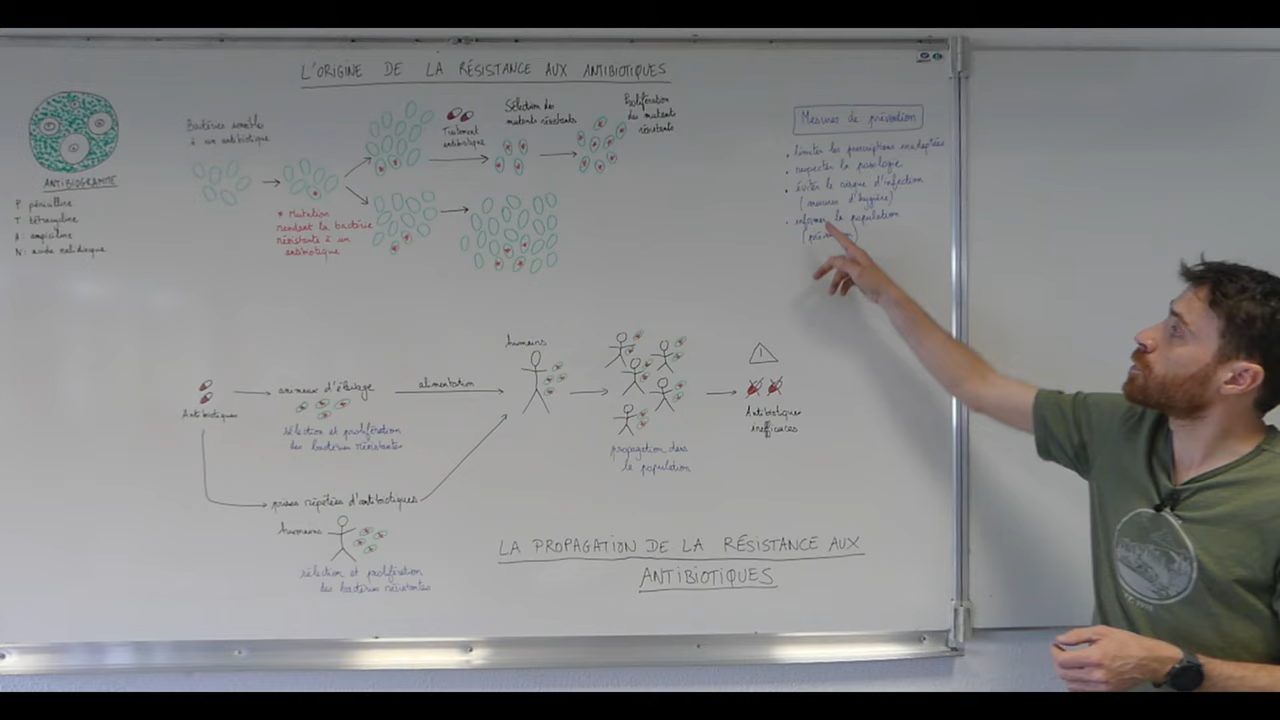 L'ORIGINE DE LA RÉSISTANCE AUX ANTIBIOTIQUES
ANTIBIOGRAMME
P: pénicilline
T: tétracycline
A: ampicilline
N: acide nalidixique
Bactéries sensibles
à un antibiotique
* Mutation
rendant la bactérie
résistante à un
antibiotique
Traitement
antibiotique
Sélection des
mutants résistants
Prolifération
des mutants
résistants
Mesures de prévention
• limiter les prescriptions inadaptées
• respecter la posologie
• éviter le risque d'infection
(mesures d'hygiène)
• informer la population
Antibiotiques
animaux d'élevage
sélection et prolifération
des bactéries résistantes
alimentation
humains
propagation dans
la population
!
Antibiotiques
inefficaces
prises répétées d'antibiotiques
humains
sélection et prolifération
des bactéries résistantes
LA PROPAGATION DE LA RÉSISTANCE AUX
ANTIBIOTIQUES